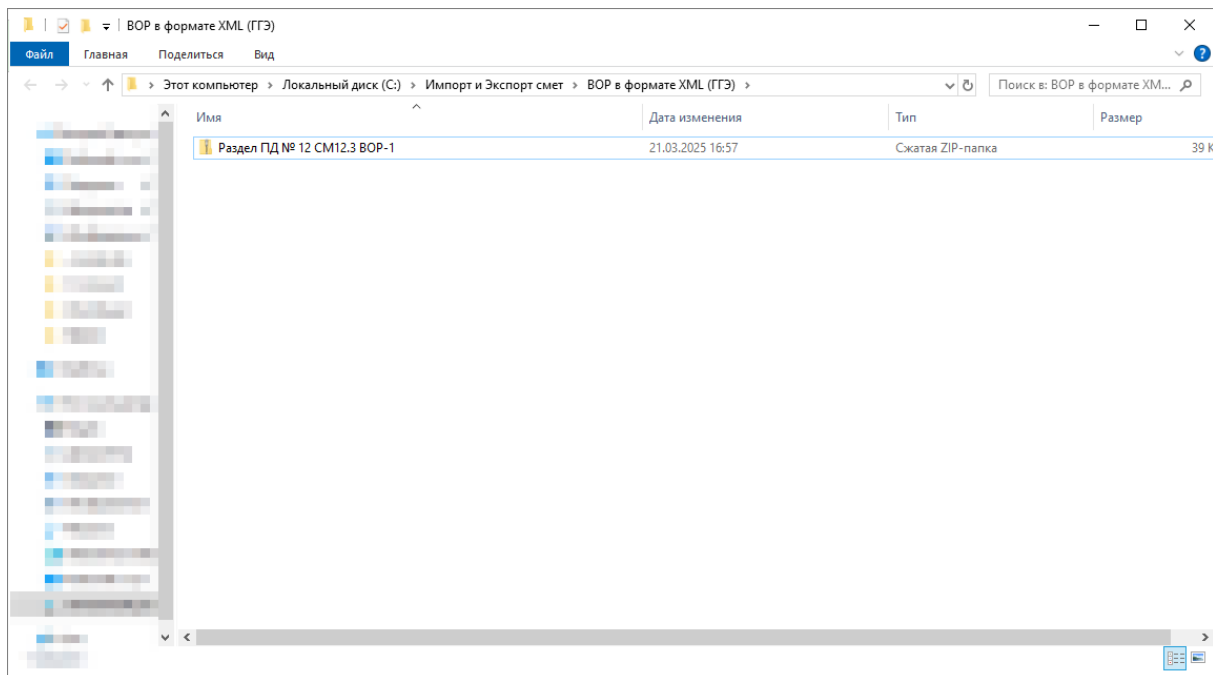 ВОР в формате XML (ГГЭ)
Файл Главная Поделиться Вид
Этот компьютер › Локальный диск (C:) › Импорт и Экспорт смет › ВОР в формате XML (ГГЭ) ›
Поиск в: ВОР в формате XM...
Имя Дата изменения Тип Размер
Раздел ПД № 12 СМ12.3 ВОР-1 21.03.2025 16:57 Сжатая ZIP-папка 39 К